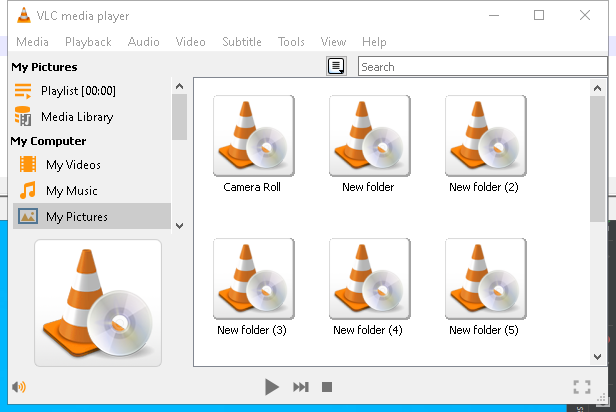 VLC media player
Media Playback Audio Video Subtitle Tools View Help
My Pictures
Search
Playlist [00:00]
Media Library
My Computer
My Videos
My Music
My Pictures
Camera Roll New folder New folder (2)
New folder (3) New folder (4) New folder (5)